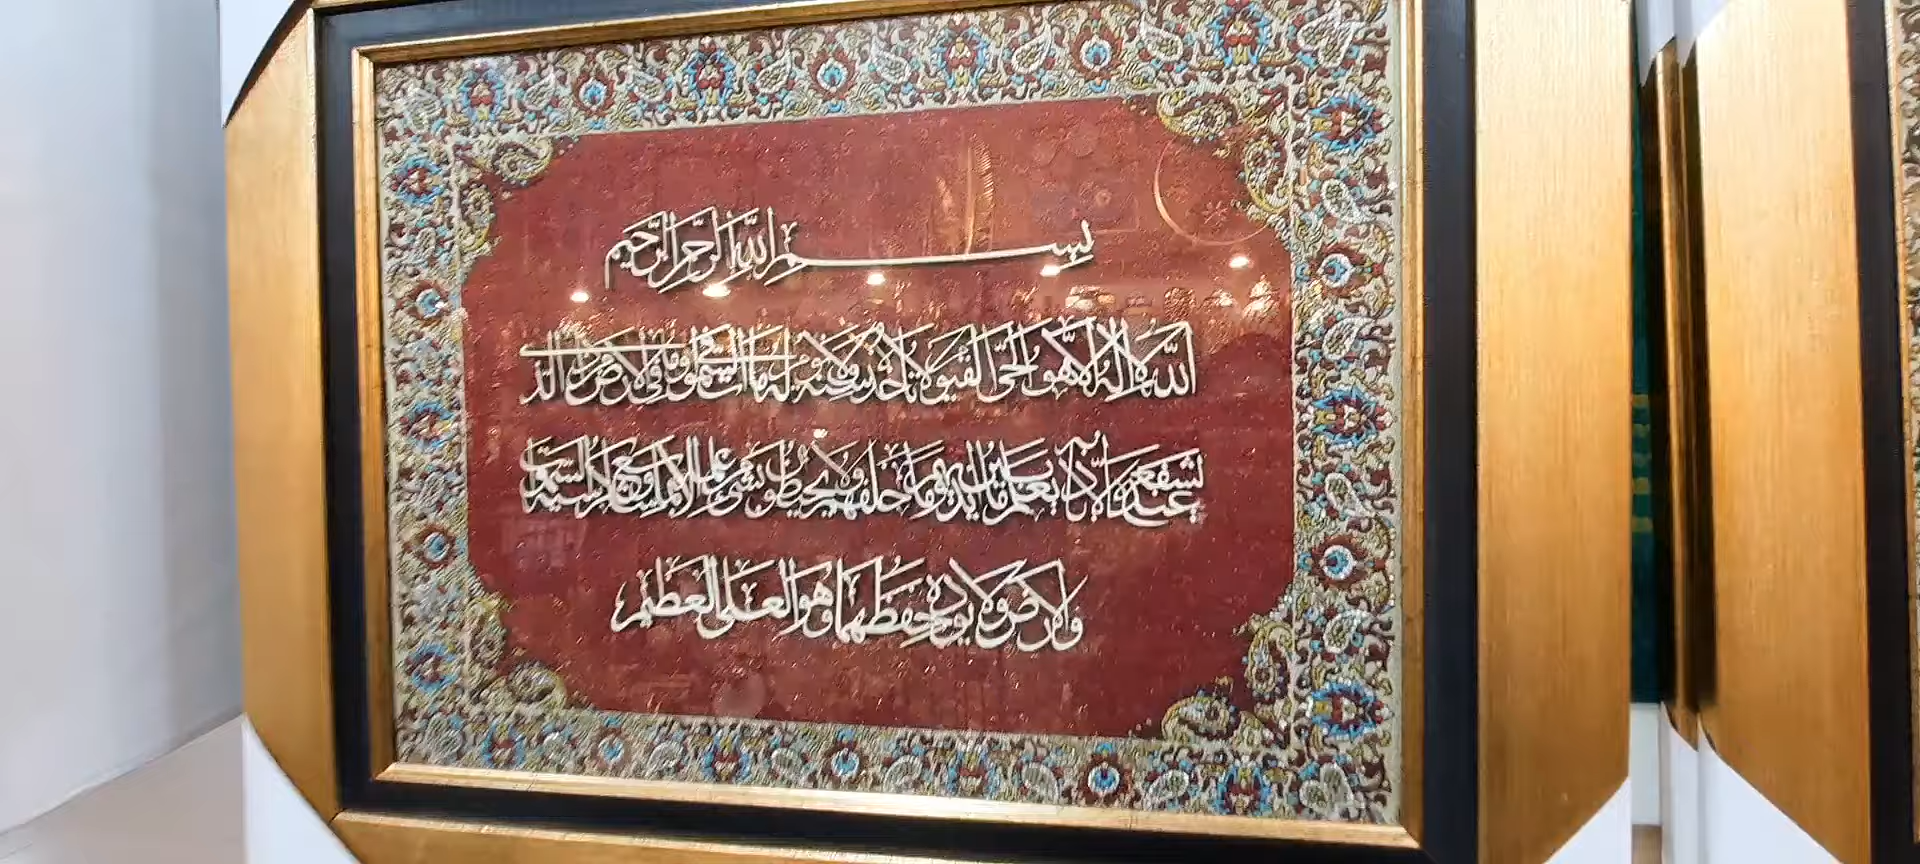 بسم الله الرحمن الرحيم
الله لا إله إلا هو الحي القيوم لا تأخذه سنة ولا نوم له ما في السموات وما في الأرض من ذا الذي
يشفع عنده إلا بإذنه يعلم ما بين أيديهم وما خلفهم ولا يحيطون بشيء من علمه إلا بما شاء وسع كرسيه السموات
والأرض ولا يؤده حفظهما وهو العلي العظيم